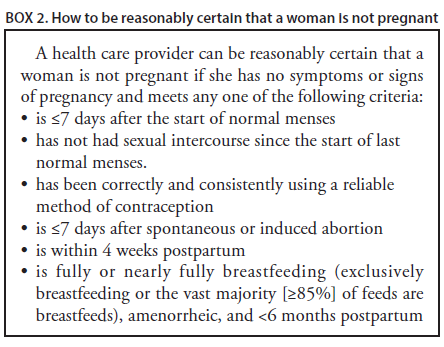 BOX 2. How to be reasonably certain that a woman is not pregnant
A health care provider can be reasonably certain that a
woman is not pregnant if she has no symptoms or signs
of pregnancy and meets any one of the following criteria:
• is ≤7 days after the start of normal menses
• has not had sexual intercourse since the start of last
normal menses.
• has been correctly and consistently using a reliable
method of contraception
• is ≤7 days after spontaneous or induced abortion
• is within 4 weeks postpartum
• is fully or nearly fully breastfeeding (exclusively
breastfeeding or the vast majority [≥85%] of feeds are
breastfeeds), amenorrheic, and <6 months postpartum